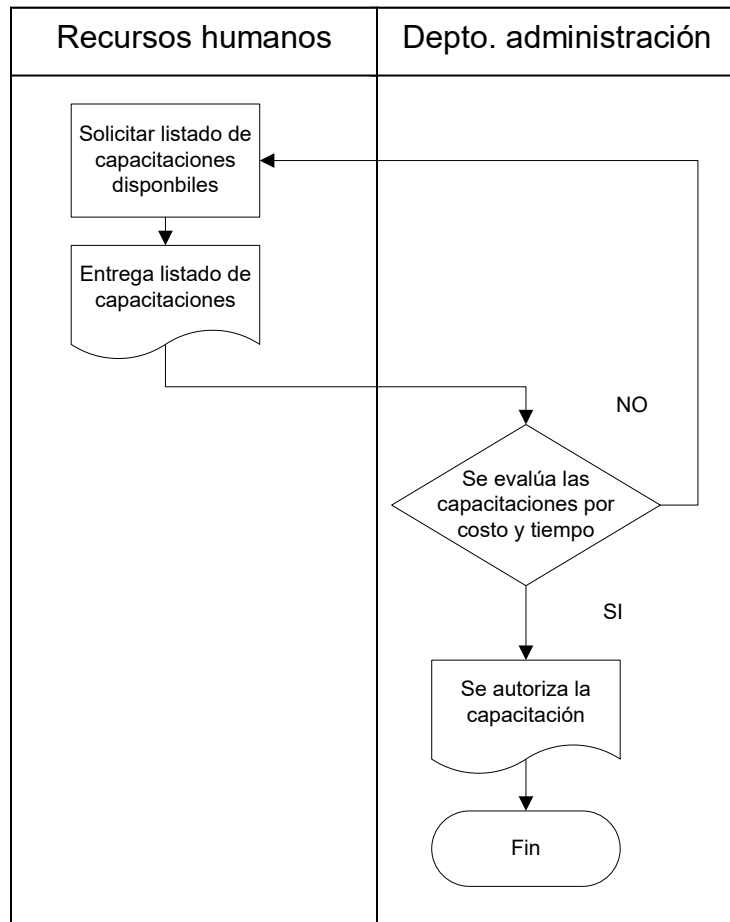 Recursos humanos
Depto. administración
Solicitar listado de
capacitaciones
disponbiles
Entrega listado de
capacitaciones
NO
Se evalúa las
capacitaciones por
costo y tiempo
SI
Se autoriza la
capacitación
Fin